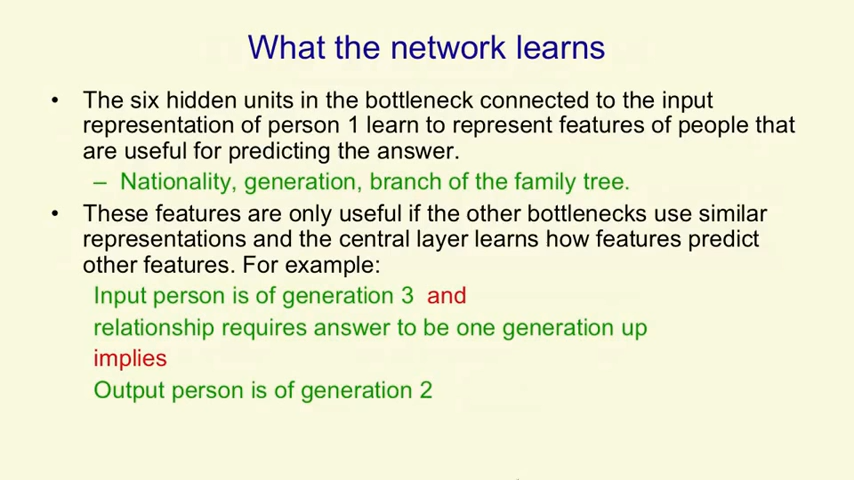 What the network learns
• The six hidden units in the bottleneck connected to the input
representation of person 1 learn to represent features of people that
are useful for predicting the answer.
– Nationality, generation, branch of the family tree.
• These features are only useful if the other bottlenecks use similar
representations and the central layer learns how features predict
other features. For example:
Input person is of generation 3 and
relationship requires answer to be one generation up
implies
Output person is of generation 2